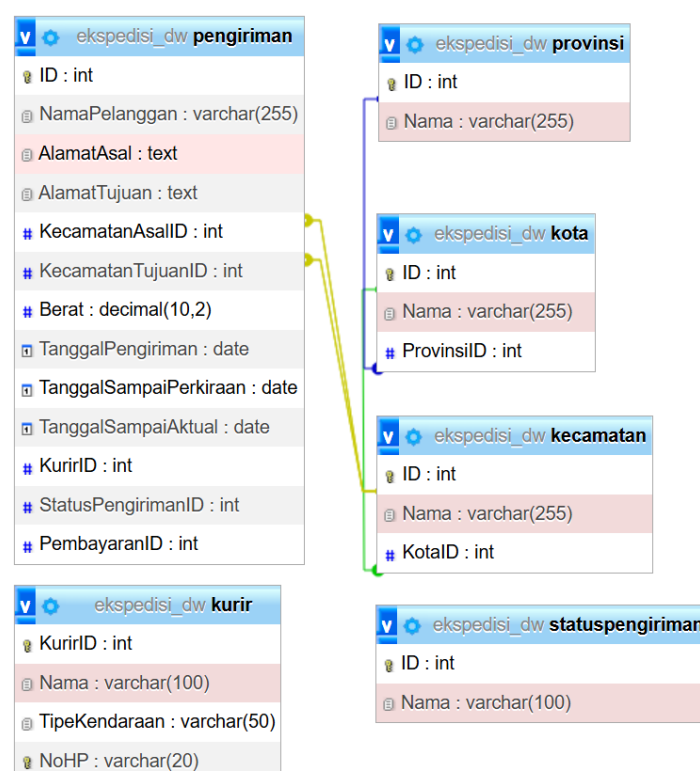 ekspedisi_dw pengiriman
ID : int
NamaPelanggan : varchar(255)
AlamatAsal : text
AlamatTujuan : text
KecamatanAsalID : int
KecamatanTujuanID : int
Berat : decimal(10,2)
TanggalPengiriman : date
TanggalSampaiPerkiraan : date
TanggalSampaiAktual : date
KurirID : int
StatusPengirimanID : int
PembayaranID : int
ekspedisi_dw provinsi
ID : int
Nama : varchar(255)
ekspedisi_dw kota
ID : int
Nama : varchar(255)
ProvinsiID : int
ekspedisi_dw kecamatan
ID : int
Nama : varchar(255)
KotaID : int
ekspedisi_dw kurir
KurirID : int
Nama : varchar(100)
TipeKendaraan : varchar(50)
NoHP : varchar(20)
ekspedisi_dw statuspengiriman
ID : int
Nama : varchar(100)